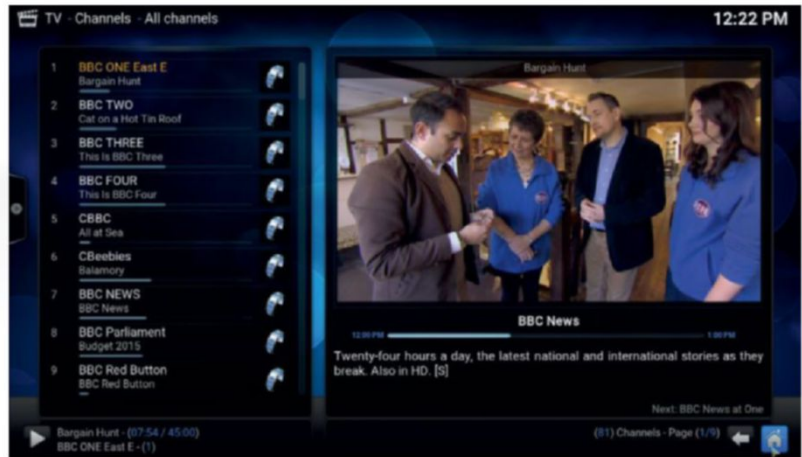 TV - Channels - All channels
12:22 PM
1 BBC ONE East E
Bargain Hunt
2 BBC TWO
Cat on a Hot Tin Roof
3 BBC THREE
This Is BBC Three
4 BBC FOUR
This Is BBC Four
5 CBBC
All at Sea
6 CBeebies
Balamory
7 BBC NEWS
BBC News
8 BBC Parliament
Budget 2015
9 BBC Red Button
BBC Red Button
Bargain Hunt
BBC News
12:00 PM 1:00 PM
Twenty-four hours a day, the latest national and international stories as they
break. Also in HD. [S]
Next: BBC News at One
Bargain Hunt - (07:54 / 45:00)
BBC ONE East E - (1)
(81) Channels - Page (1/9)